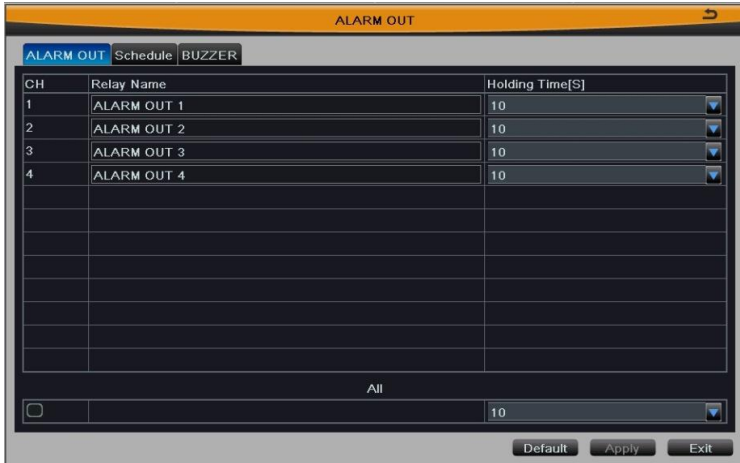 ALARM OUT
ALARM OUT Schedule BUZZER
CH Relay Name Holding Time[S]
1 ALARM OUT 1 10
2 ALARM OUT 2 10
3 ALARM OUT 3 10
4 ALARM OUT 4 10
All
10
Default Apply Exit